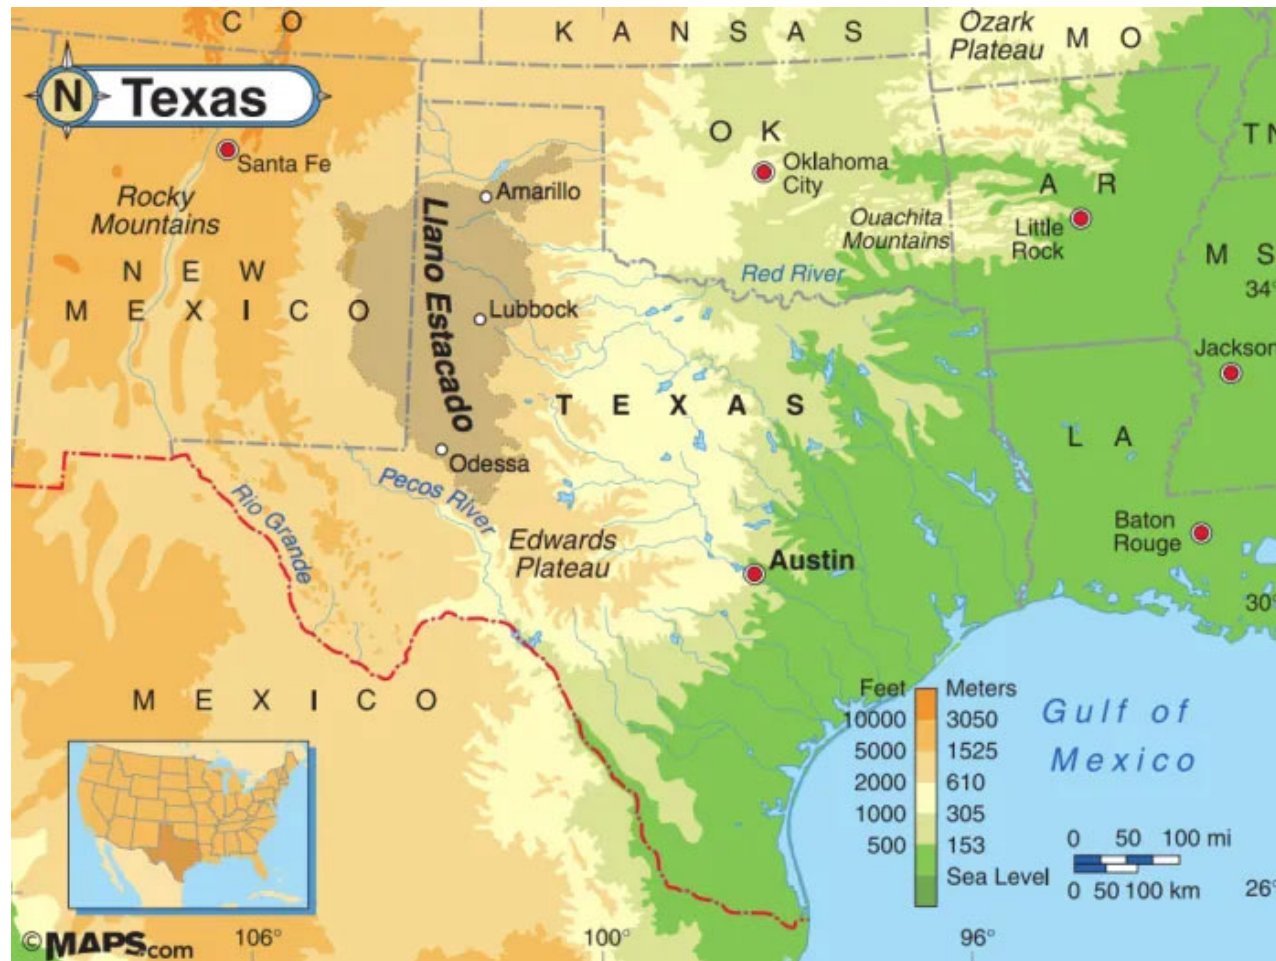 C O
K A N S A S
Ozark
Plateau
M O
N
Texas
T N
O K
Santa Fe
Oklahoma
City
Amarillo
A R
Rocky
Mountains
Llano Estacado
Ouachita
Mountains
Little
Rock
N E W
M E X I C O
Red River
M S
34°
Lubbock
Jackson
T E X A S
L A
Odessa
Pecos River
Rio Grande
Edwards
Plateau
Austin
Baton
Rouge
30°
M E X I C O
Feet Meters
10000 3050
5000 1525
2000 610
1000 305
500 153
Sea Level
Gulf of
Mexico
0 50 100 mi
0 50 100 km
26°
©MAPS.com
106°
100°
96°